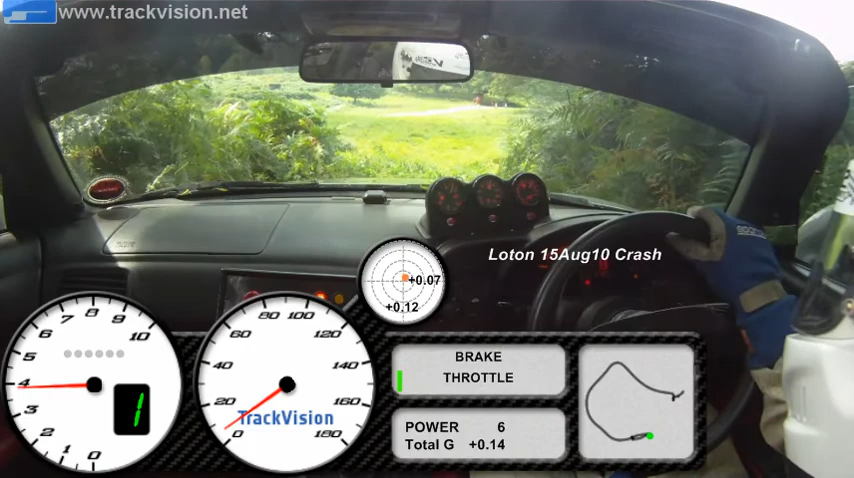 www.trackvision.net
Loton 15Aug10 Crash
+0.07
+0.12
0 1 2 3 4 5 6 7 8 9 10
1
0 20 40 60 80 100 120 140 160 180
TrackVision
BRAKE
THROTTLE
POWER 6
Total G +0.14